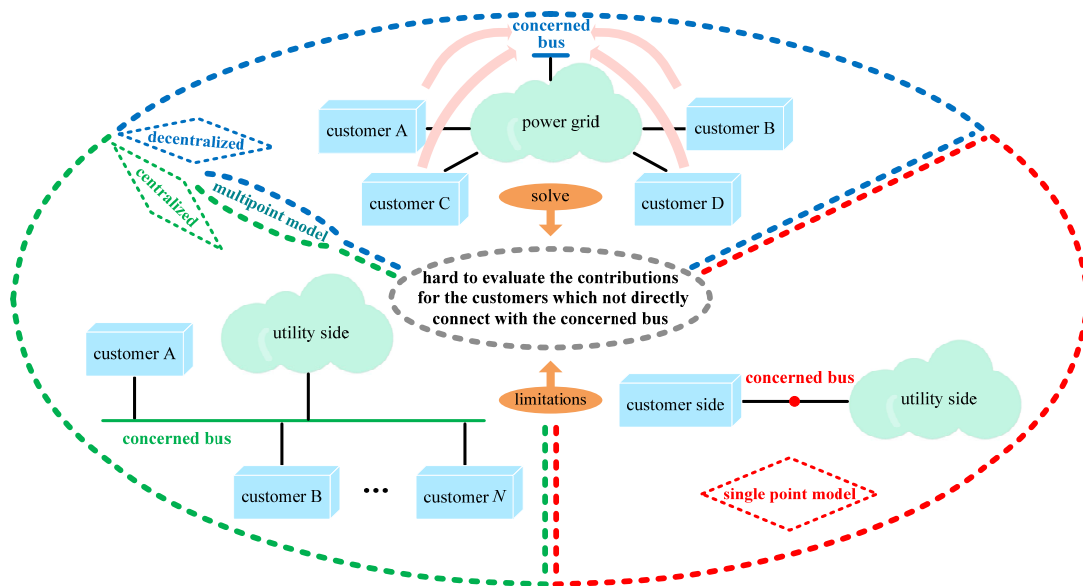 concerned
bus
customer A
power grid
customer B
decentralized
centralized
multipoint model
customer C
solve
customer D
hard to evaluate the contributions
for the customers which not directly
connect with the concerned bus
utility side
customer A
limitations
concerned bus
customer side
utility side
concerned bus
customer B
...
customer N
single point model